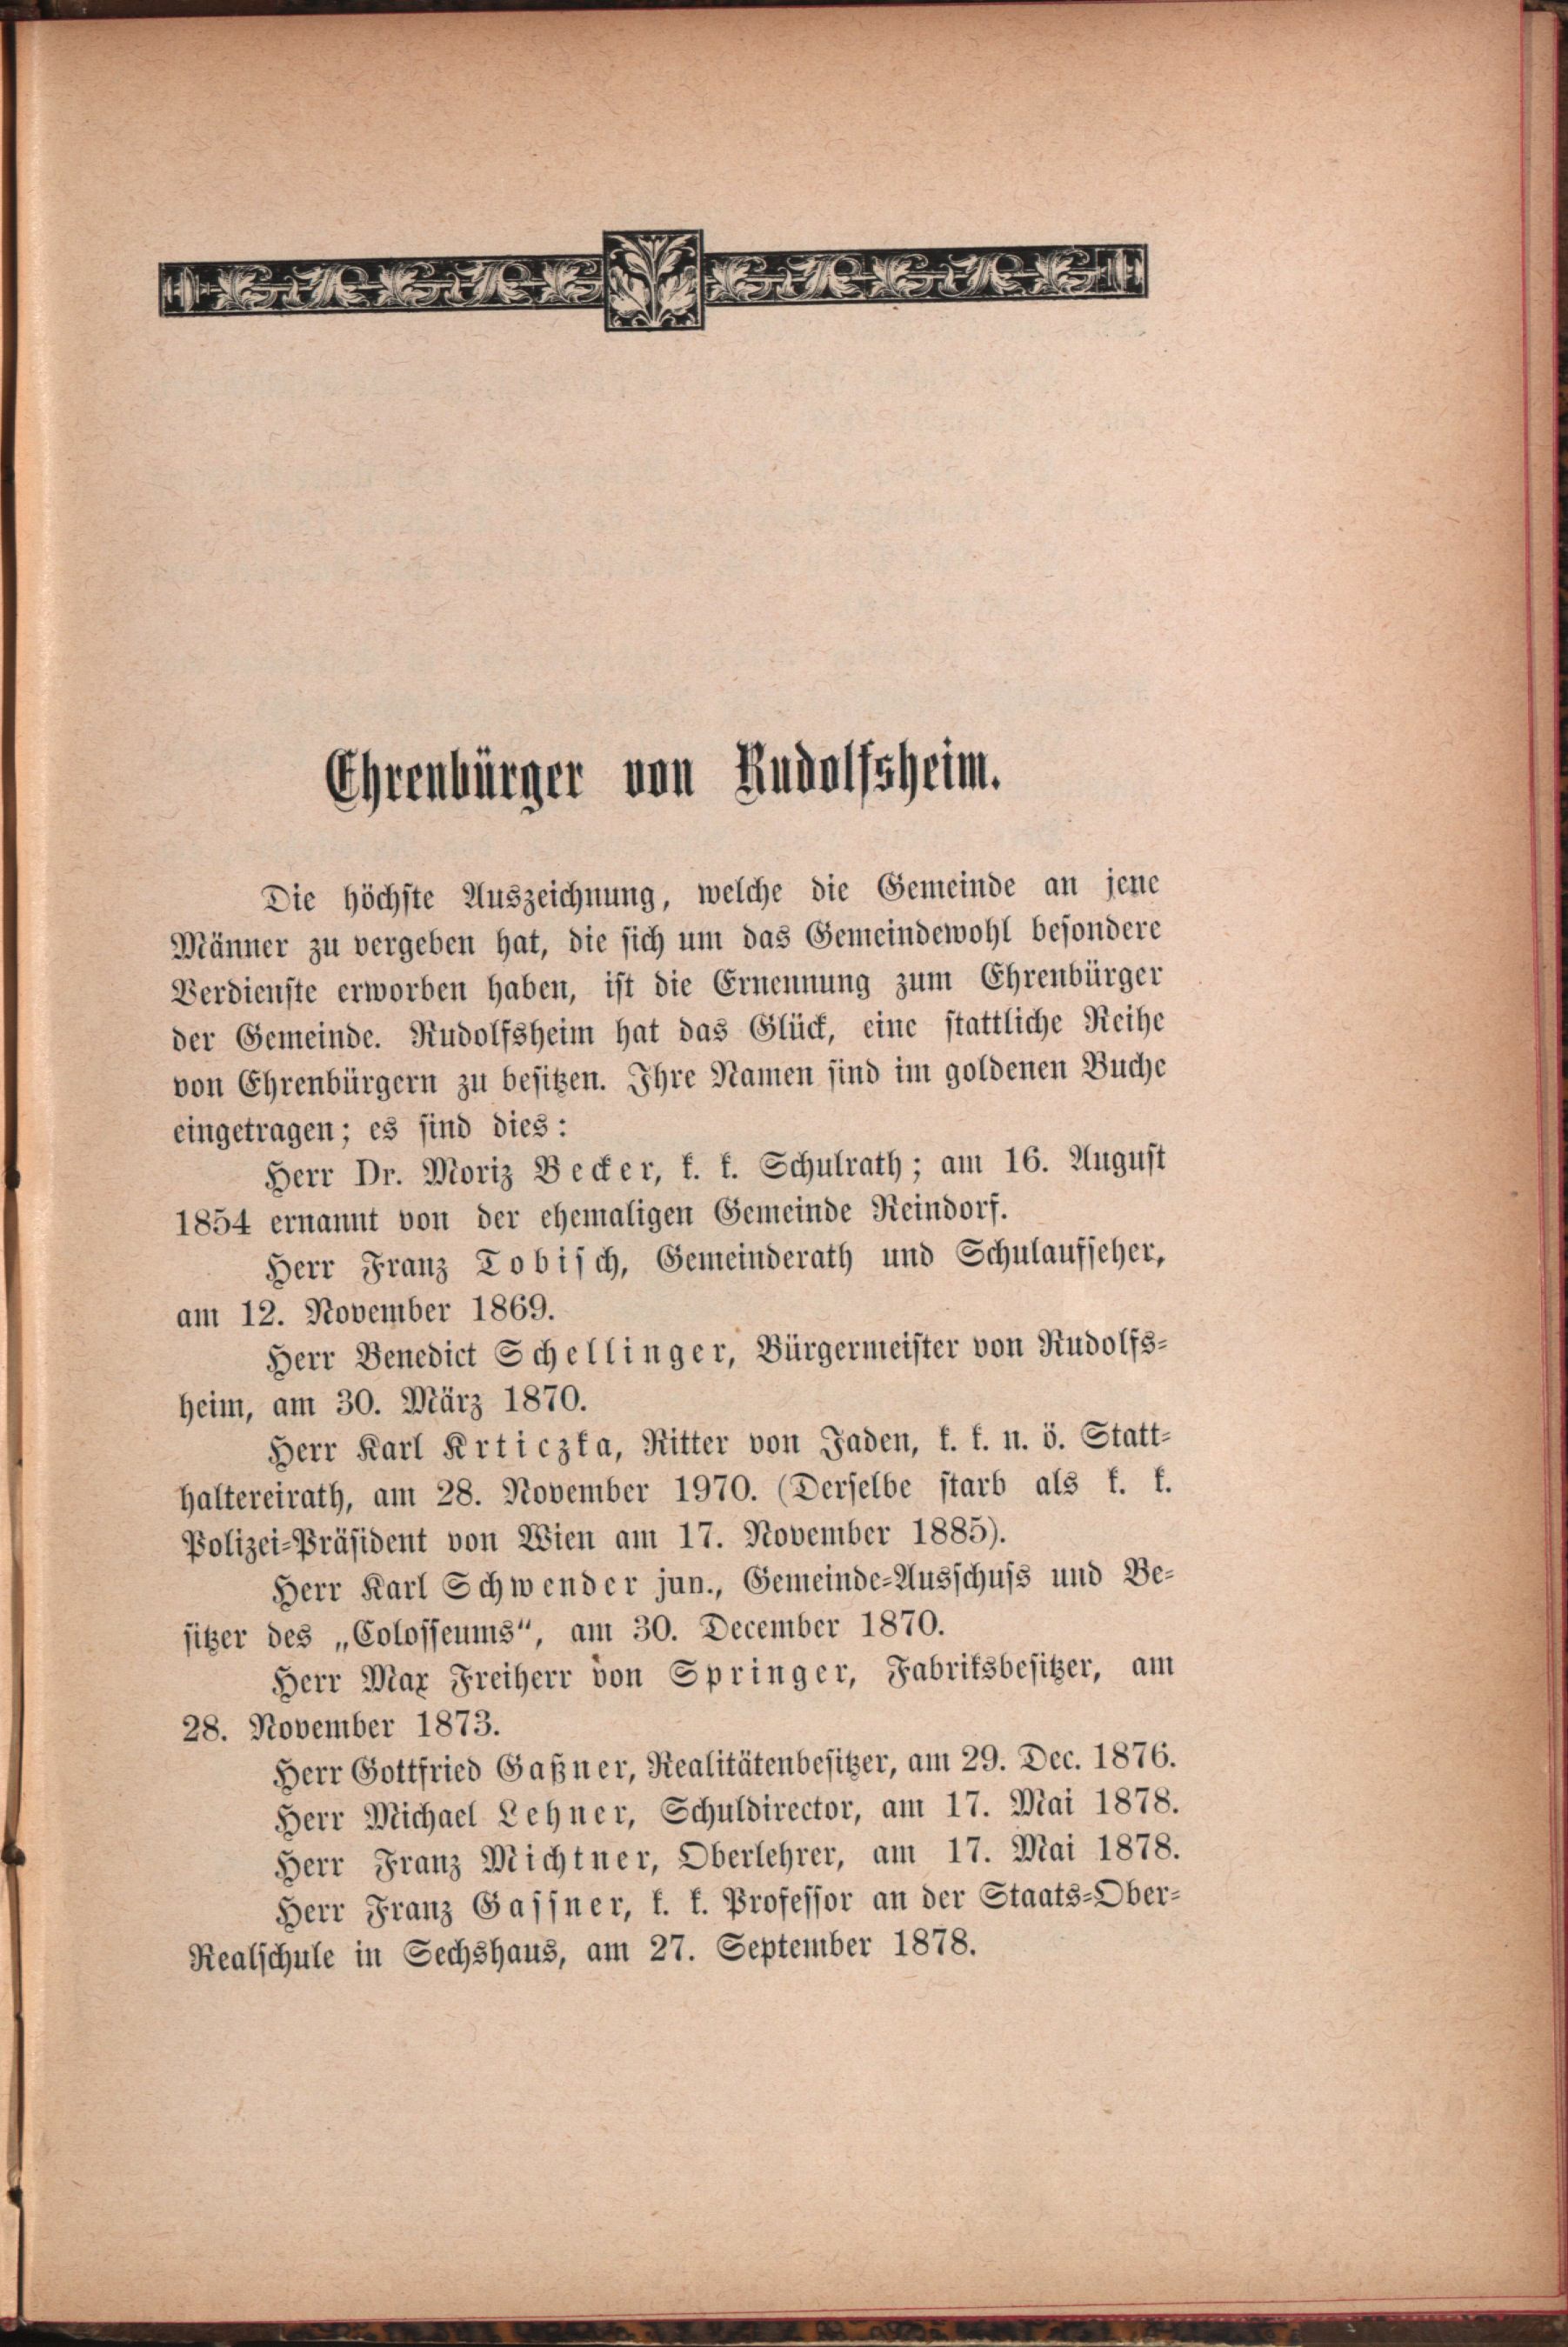 Ehrenbürger von Rudolfsheim.
Die höchste Auszeichnung, welche die Gemeinde an jene
Männer zu vergeben hat, die sich um das Gemeindewohl besondere
Verdienste erworben haben, ist die Ernennung zum Ehrenbürger
der Gemeinde. Rudolfsheim hat das Glück, eine stattliche Reihe
von Ehrenbürgern zu besitzen. Ihre Namen sind im goldenen Buche
eingetragen; es sind dies:
Herr Dr. Moriz Becker, k. k. Schulrath; am 16. August
1854 ernannt von der ehemaligen Gemeinde Reindorf.
Herr Franz Tobisch, Gemeinderath und Schulaufseher,
am 12. November 1869.
Herr Benedict Schellinger, Bürgermeister von Rudolfs-
heim, am 30. März 1870.
Herr Karl Krticzka, Ritter von Jaden, k. k. n. ö. Statt-
haltereirath, am 28. November 1970. (Derselbe starb als k. k.
Polizei-Präsident von Wien am 17. November 1885).
Herr Karl Schwender jun., Gemeinde-Ausschuss und Be-
sitzer des „Colosseums“, am 30. December 1870.
Herr Max Freiherr von Springer, Fabriksbesitzer, am
28. November 1873.
Herr Gottfried Gaßner, Realitätenbesitzer, am 29. Dec. 1876.
Herr Michael Lehner, Schuldirector, am 17. Mai 1878.
Herr Franz Michtner, Oberlehrer, am 17. Mai 1878.
Herr Franz Gassner, k. k. Professor an der Staats-Ober-
Realschule in Sechshaus, am 27. September 1878.